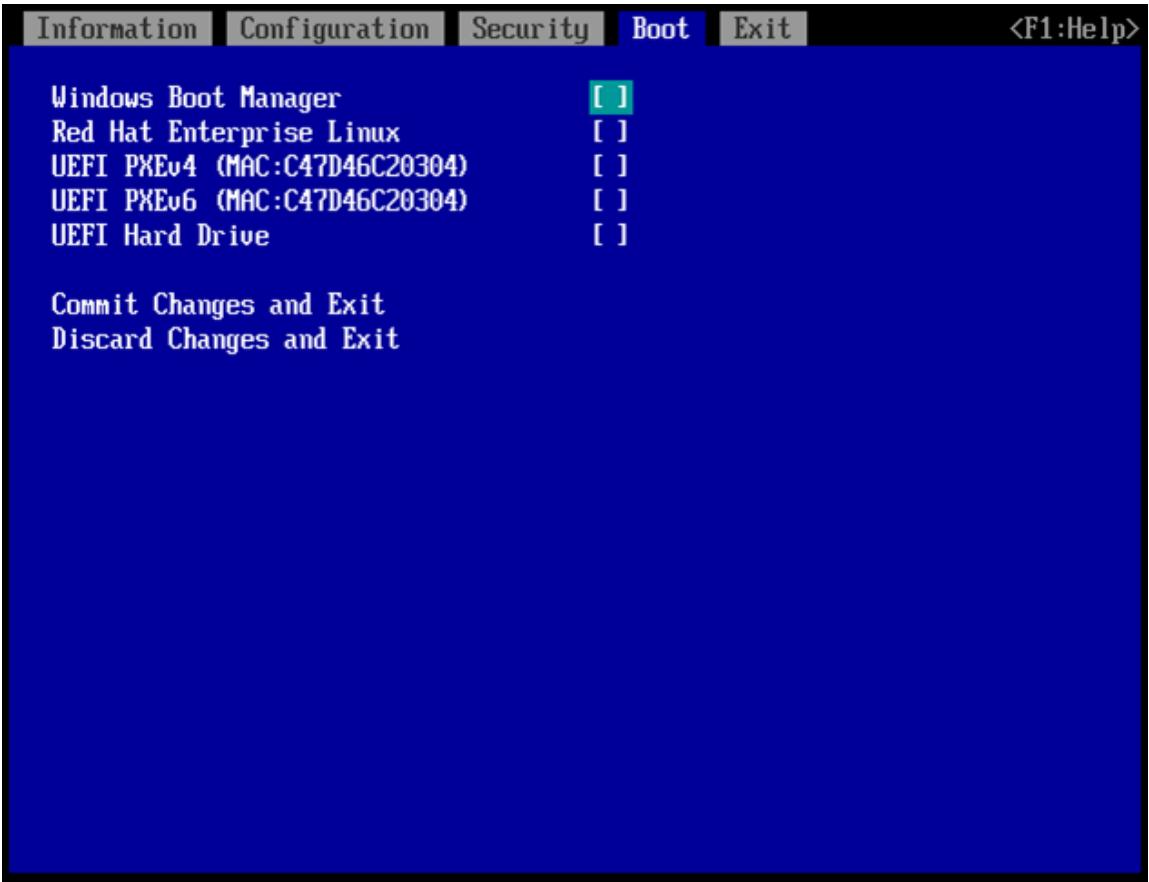 Information Configuration Security Boot Exit <F1:Help>
Windows Boot Manager [ ]
Red Hat Enterprise Linux [ ]
UEFI PXEv4 (MAC:C47D46C20304) [ ]
UEFI PXEv6 (MAC:C47D46C20304) [ ]
UEFI Hard Drive [ ]
Commit Changes and Exit
Discard Changes and Exit